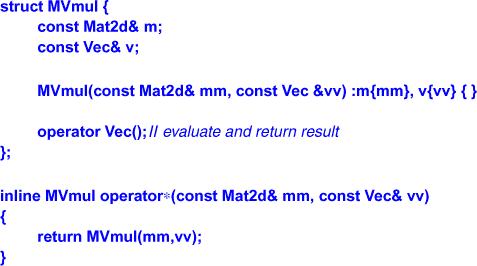 struct MVmul {
const Mat2d& m;
const Vec& v;
MVmul(const Mat2d& mm, const Vec &vv) :m{mm}, v{vv} { }
operator Vec(); // evaluate and return result
};
inline MVmul operator*(const Mat2d& mm, const Vec& vv)
{
return MVmul(mm,vv);
}